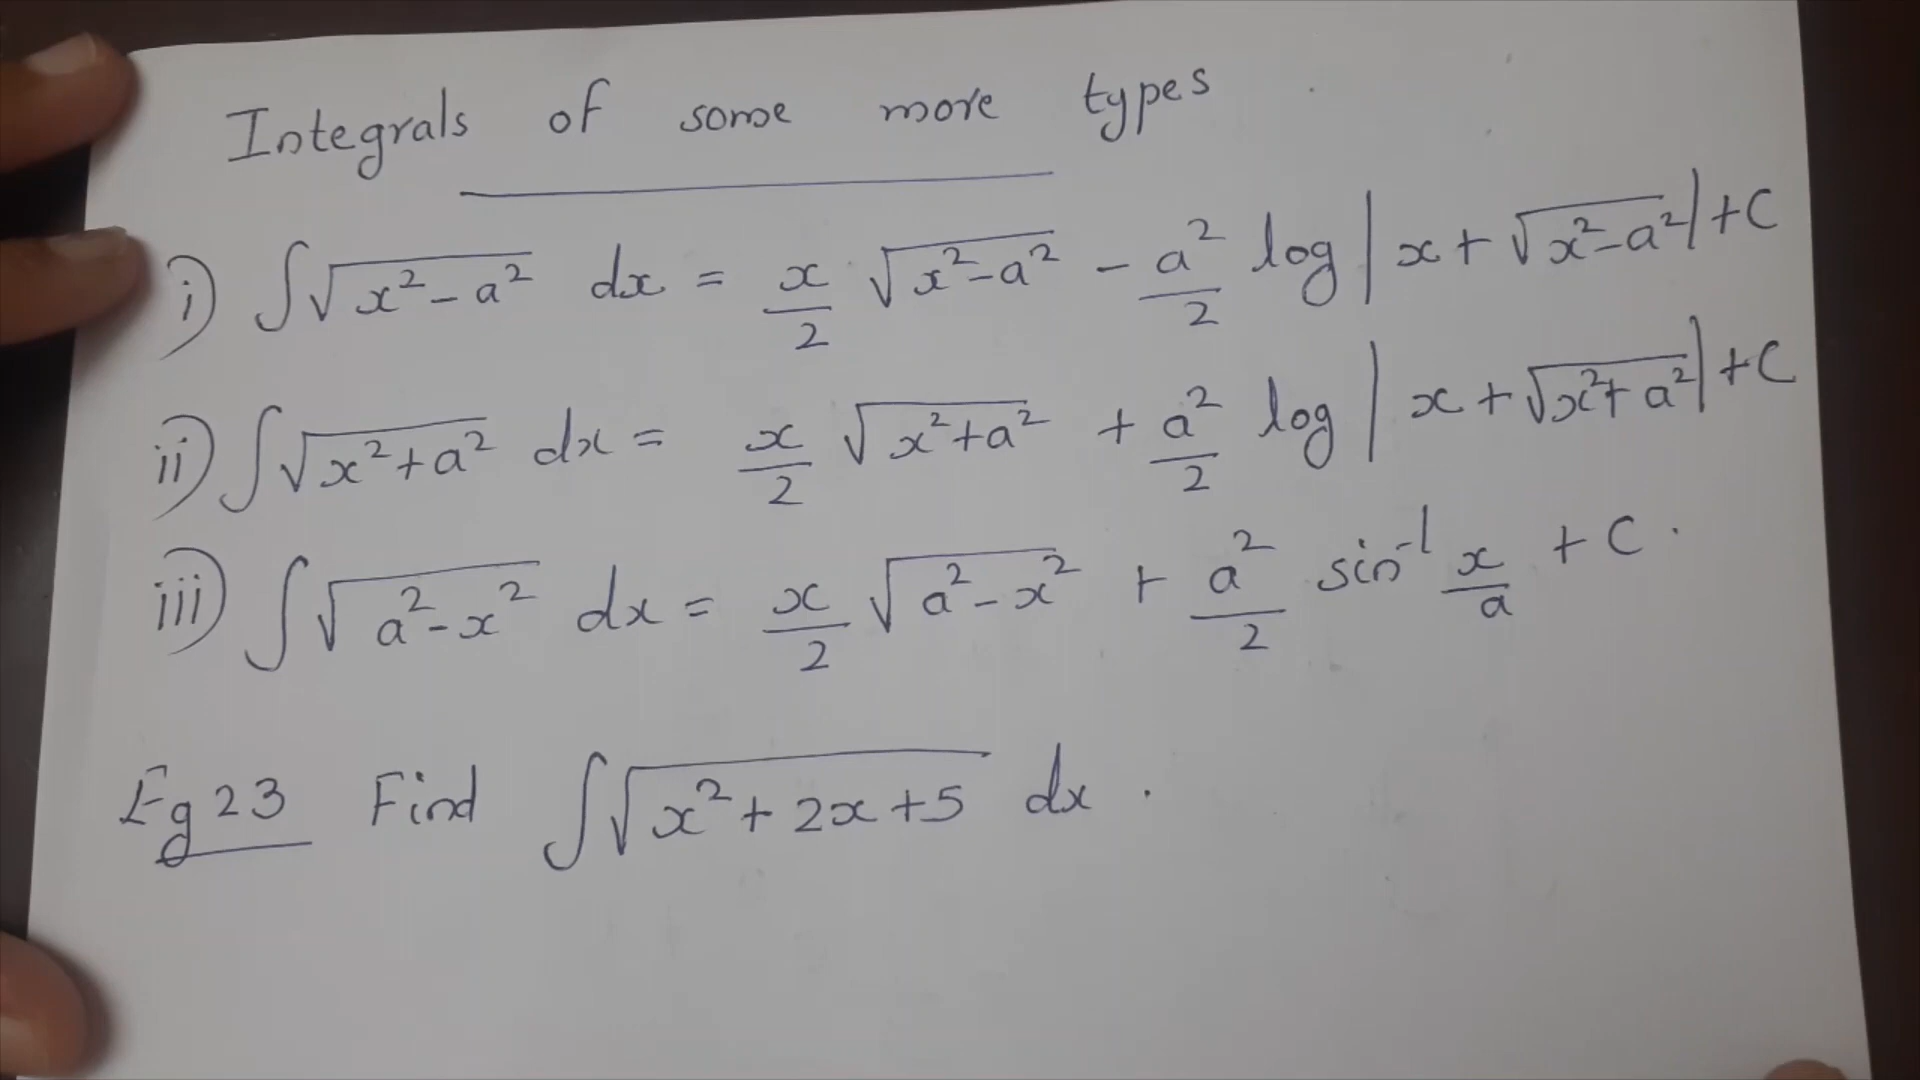 Integrals of some more types
i) ∫√(x²-a²) dx = x/2 √(x²-a²) - a²/2 log |x+√(x²-a²)|+C
ii) ∫√(x²+a²) dx = x/2 √(x²+a²) + a²/2 log |x+√(x²+a²)|+C
iii) ∫√(a²-x²) dx = x/2 √(a²-x²) + a²/2 sin⁻¹ x/a + C.
Eg 23 Find ∫√(x²+2x+5) dx.